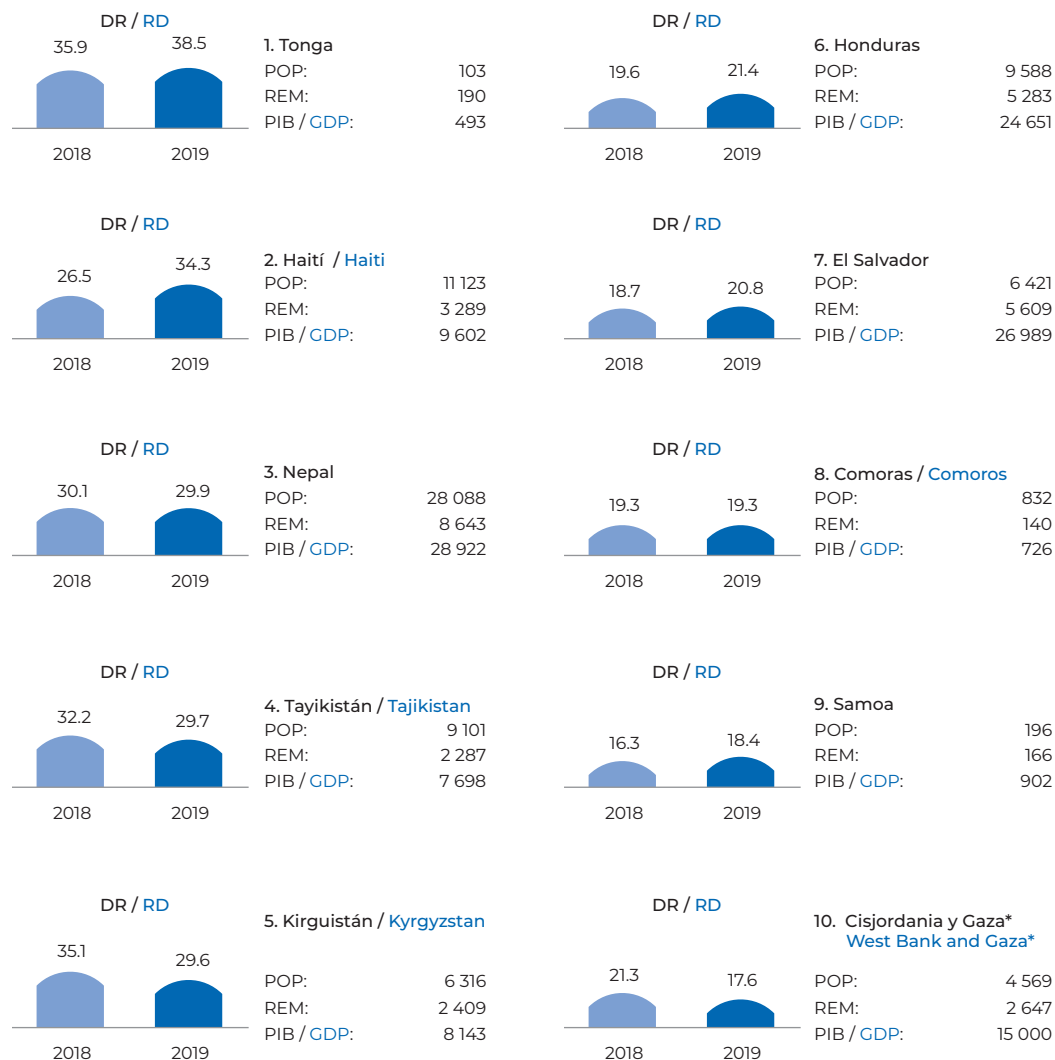 DR / RD
35.9 38.5
2018 2019
1. Tonga
POP: 103
REM: 190
PIB / GDP: 493
DR / RD
26.5 34.3
2018 2019
2. Haití / Haiti
POP: 11 123
REM: 3 289
PIB / GDP: 9 602
DR / RD
30.1 29.9
2018 2019
3. Nepal
POP: 28 088
REM: 8 643
PIB / GDP: 28 922
DR / RD
32.2 29.7
2018 2019
4. Tayikistán / Tajikistan
POP: 9 101
REM: 2 287
PIB / GDP: 7 698
DR / RD
35.1 29.6
2018 2019
5. Kirguistán / Kyrgyzstan
POP: 6 316
REM: 2 409
PIB / GDP: 8 143
DR / RD
19.6 21.4
2018 2019
6. Honduras
POP: 9 588
REM: 5 283
PIB / GDP: 24 651
DR / RD
18.7 20.8
2018 2019
7. El Salvador
POP: 6 421
REM: 5 609
PIB / GDP: 26 989
DR / RD
19.3 19.3
2018 2019
8. Comoras / Comoros
POP: 832
REM: 140
PIB / GDP: 726
DR / RD
16.3 18.4
2018 2019
9. Samoa
POP: 196
REM: 166
PIB / GDP: 902
DR / RD
21.3 17.6
2018 2019
10. Cisjordania y Gaza*
West Bank and Gaza*
POP: 4 569
REM: 2 647
PIB / GDP: 15 000